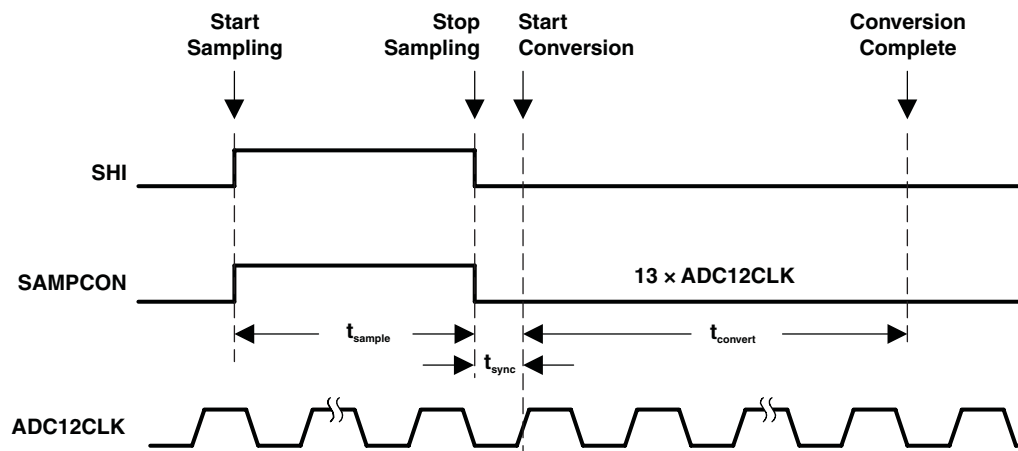 Start
Sampling
Stop
Sampling
Start
Conversion
Conversion
Complete
SHI
SAMPCON
13 × ADC12CLK
tsample
tconvert
tsync
ADC12CLK